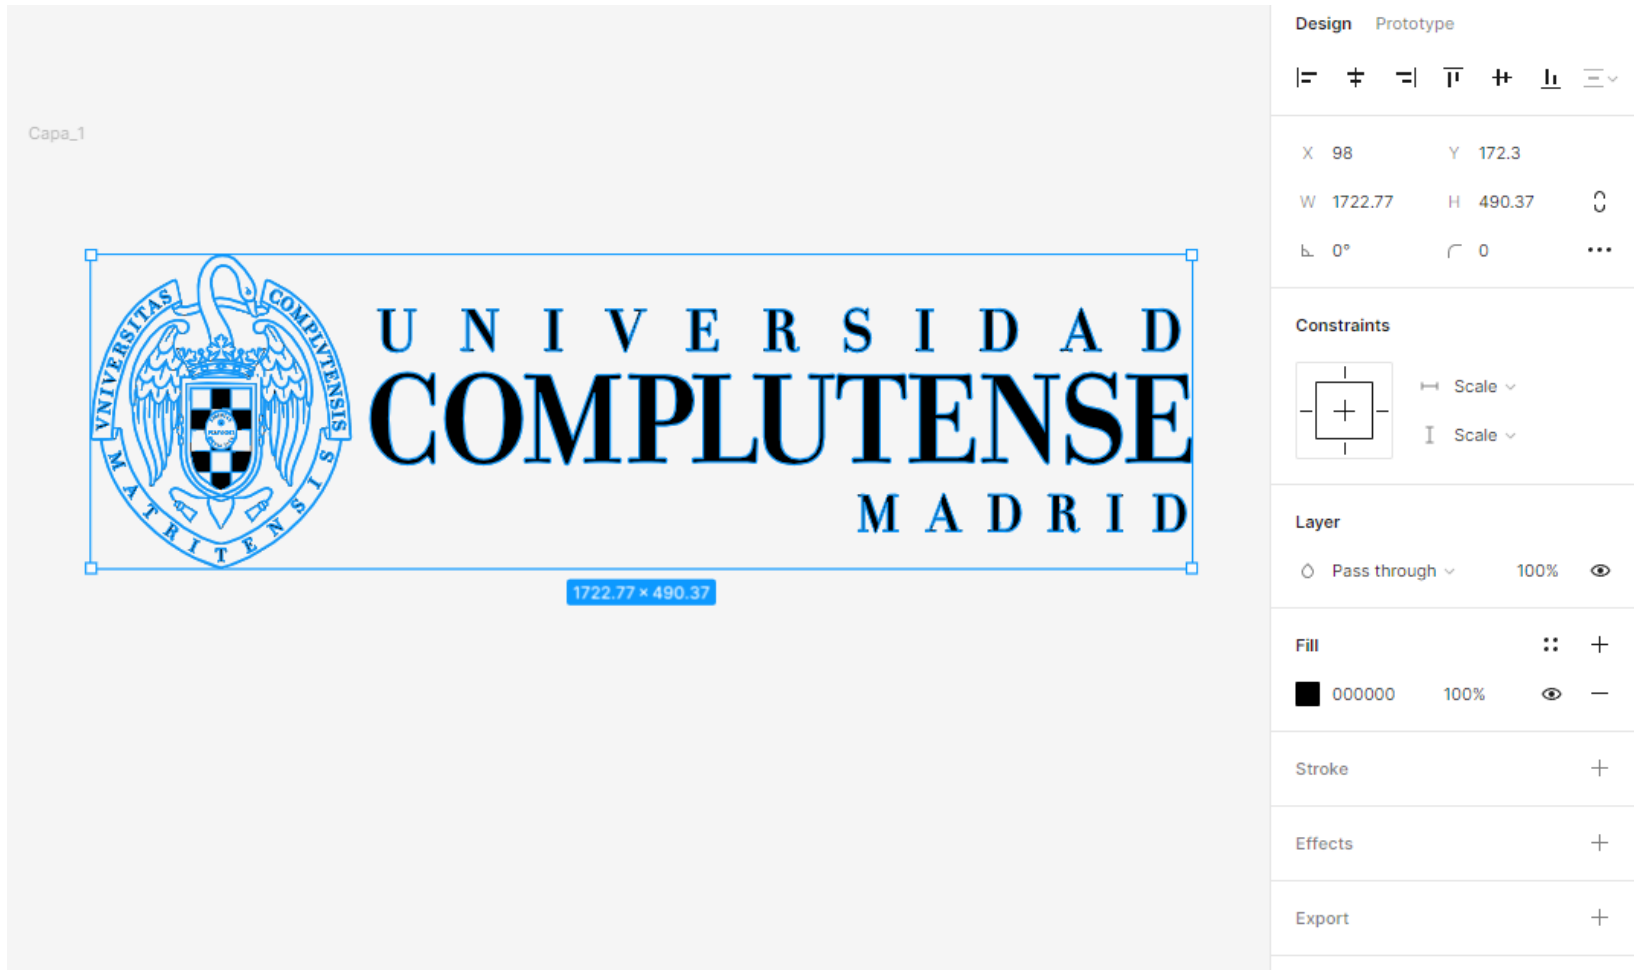 Design Prototype
Capa_1
X 98 Y 172.3
W 1722.77 H 490.37
0° 0
VNIVERSITAS COMPLVTENSIS
MATRITENSIS
UNIVERSIDAD
COMPLUTENSE
MADRID
1722.77 × 490.37
Constraints
Scale
Scale
Layer
Pass through 100%
Fill
000000 100%
Stroke
Effects
Export